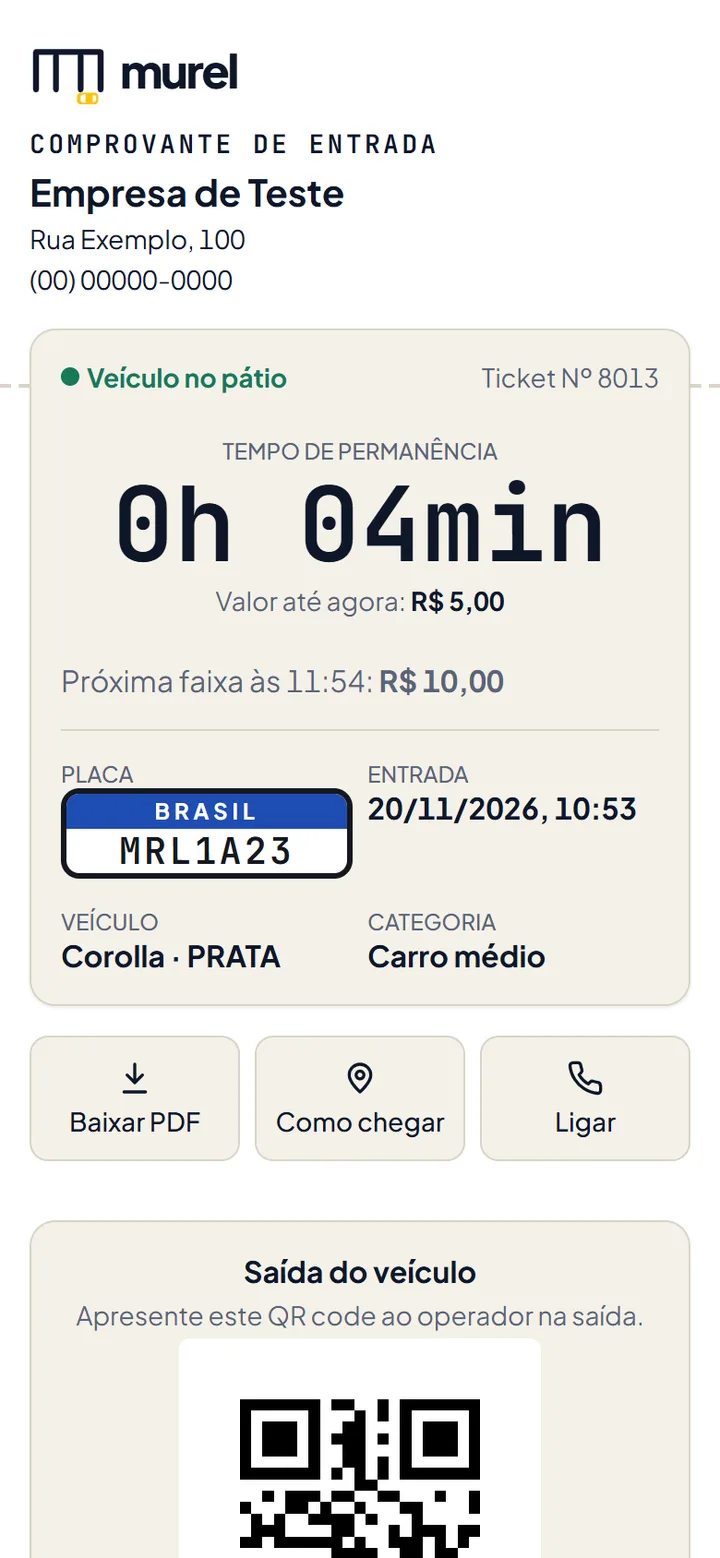 murel
COMPROVANTE DE ENTRADA
Empresa de Teste
Rua Exemplo, 100
(00) 00000-0000
Veículo no pátio
Ticket Nº 8013
TEMPO DE PERMANÊNCIA
0h 04min
Valor até agora: R$ 5,00
Próxima faixa às 11:54: R$ 10,00
PLACA
BRASIL
MRL1A23
ENTRADA
20/11/2026, 10:53
VEÍCULO
Corolla · PRATA
CATEGORIA
Carro médio
Baixar PDF
Como chegar
Ligar
Saída do veículo
Apresente este QR code ao operador na saída.